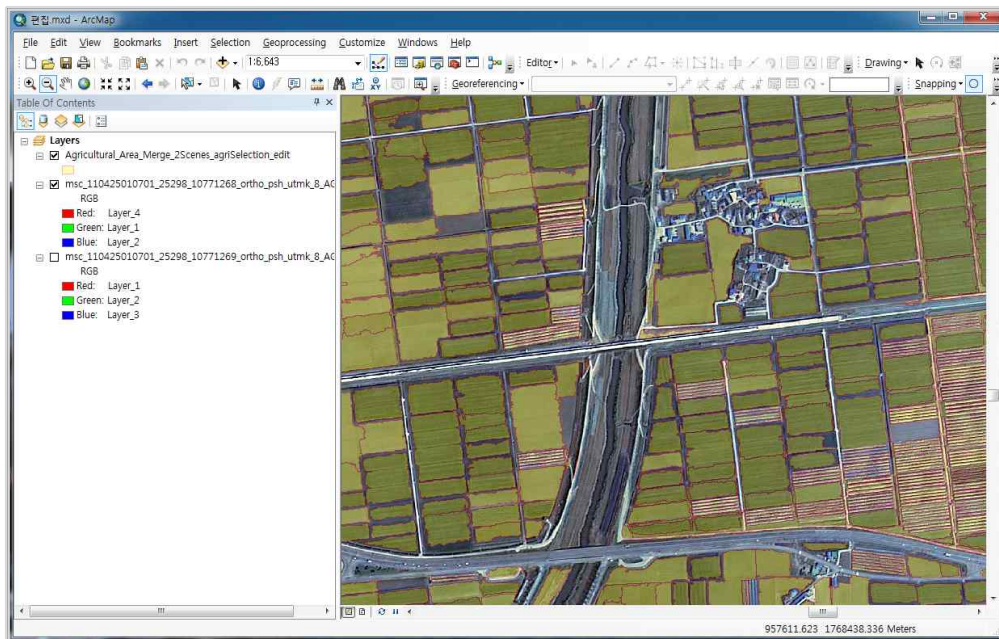 편집.mxd - ArcMap
File Edit View Bookmarks Insert Selection Geoprocessing Customize Windows Help
1:6,643 Editor Drawing
Georeferencing Snapping
Table Of Contents
Layers
Agricultural_Area_Merge_2Scenes_agriSelection_edit
msc_110425010701_25298_10771268_ortho_psh_utmk_8_AC
RGB
Red: Layer_4
Green: Layer_1
Blue: Layer_2
msc_110425010701_25298_10771269_ortho_psh_utmk_8_AC
RGB
Red: Layer_1
Green: Layer_2
Blue: Layer_3
957611.623 1768438.336 Meters